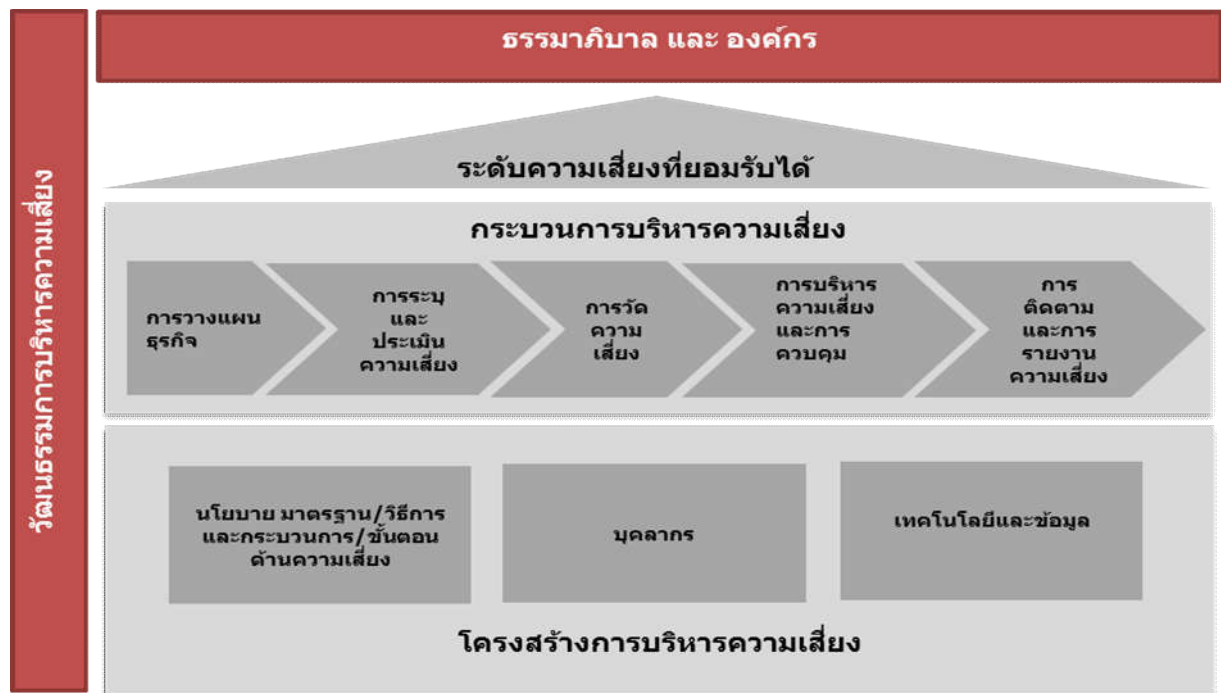 ธรรมาภิบาล และ องค์กร
วัฒนธรรมการบริหารความเสี่ยง
ระดับความเสี่ยงที่ยอมรับได้
กระบวนการบริหารความเสี่ยง
การวางแผน
ธุรกิจ
การระบุ
และ
ประเมิน
ความเสี่ยง
การวัด
ความ
เสี่ยง
การบริหาร
ความเสี่ยง
และการ
ควบคุม
การ
ติดตาม
และการ
รายงาน
ความเสี่ยง
นโยบาย มาตรฐาน/วิธีการ
และกระบวนการ/ขั้นตอน
ด้านความเสี่ยง
บุคลากร
เทคโนโลยีและข้อมูล
โครงสร้างการบริหารความเสี่ยง